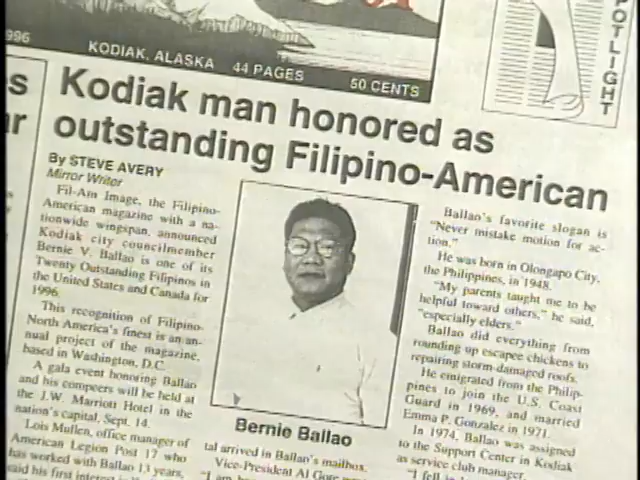 996
KODIAK, ALASKA 44 PAGES 50 CENTS
POTLIGHT
s
ar
Kodiak man honored as
outstanding Filipino-American
By STEVE AVERY
Mirror Writer
Fil-Am Image, the Filipino-
American magazine with a na-
tionwide wingspan, announced
Kodiak city councilmember
Bernie V. Ballao is one of its
Twenty Outstanding Filipinos in
the United States and Canada for
1996.
This recognition of Filipino-
North America's finest is an an-
nual project of the magazine,
based in Washington, D.C.
A gala event honoring Ballao
and his compeers will be held at
the J.W. Marriott Hotel in the
nation's capital, Sept. 14.
Lois Mullen, office manager of
American Legion Post 17 who
has worked with Ballao 13 years,
said his first interest
Bernie Ballao
tal arrived in Ballao's mailbox.
Vice-President Al Gore
"I am
Ballao's favorite slogan is
"Never mistake motion for ac-
tion."
He was born in Olongapo City,
the Philippines, in 1948.
"My parents taught me to be
helpful toward others," he said,
"especially elders."
Ballao did everything from
rounding up escapee chickens to
repairing storm-damaged roofs.
He emigrated from the Philip-
pines to join the U.S. Coast
Guard in 1969, and married
Emma P. Gonzalez in 1971.
In 1974, Ballao was assigned
to the Support Center in Kodiak
as service club manager.
"I fell in